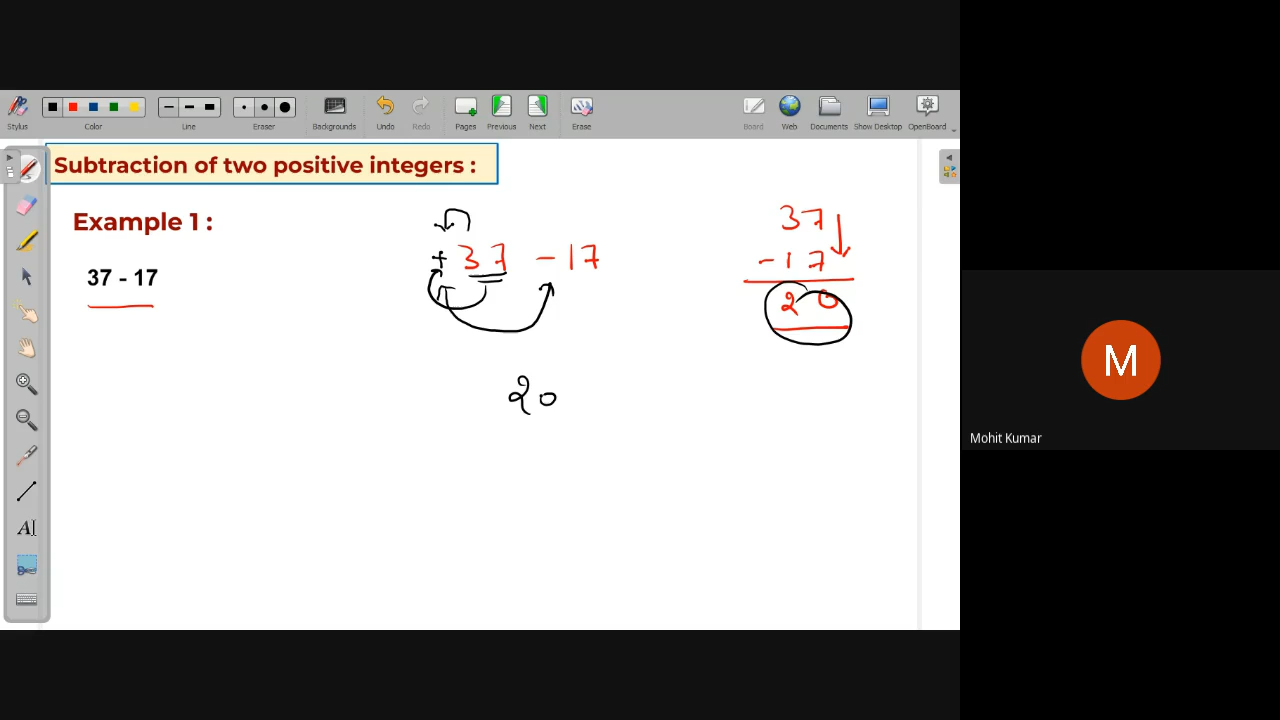 Stylus
Color
Line
Eraser
Backgrounds
Undo
Redo
Pages
Previous
Next
Erase
Board
Web
Documents
Show Desktop
OpenBoard
Subtraction of two positive integers :
Example 1 :
37 - 17
+ 37 - 17
37
- 17
20
20
M
Mohit Kumar